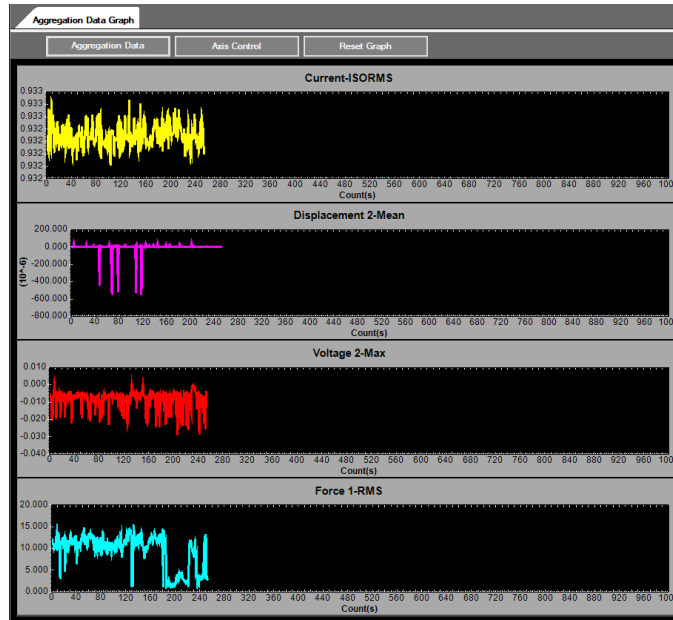 Aggregation Data Graph
Aggregation Data Axis Control Reset Graph
Current-ISORMS
0.933
0.933
0.933
0.932
0.932
0.932
0.932
0 40 80 120 160 200 240 280 320 360 400 440 480 520 560 600 640 680 720 760 800 840 880 920 960 100
Count(s)
Displacement 2-Mean
(10^-6)
200.000
0.000
-200.000
-400.000
-600.000
-800.000
0 40 80 120 160 200 240 280 320 360 400 440 480 520 560 600 640 680 720 760 800 840 880 920 960 100
Count(s)
Voltage 2-Max
0.010
0.000
-0.010
-0.020
-0.030
-0.040
0 40 80 120 160 200 240 280 320 360 400 440 480 520 560 600 640 680 720 760 800 840 880 920 960 100
Count(s)
Force 1-RMS
20.000
15.000
10.000
5.000
0.000
0 40 80 120 160 200 240 280 320 360 400 440 480 520 560 600 640 680 720 760 800 840 880 920 960 100
Count(s)